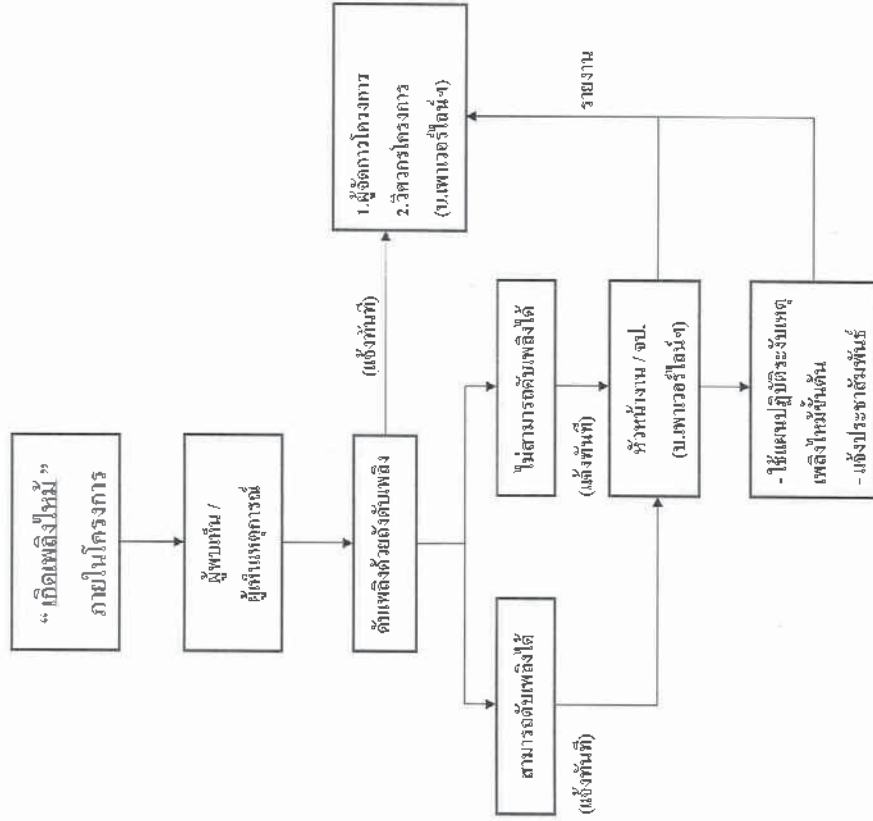 “ เกิดเพลิงไหม้ ”
ภายในโครงการ
ผู้พบเห็น /
ผู้เห็นเหตุการณ์
ดับเพลิงด้วยถังดับเพลิง
(แจ้งทันที)
1.ผู้จัดการโครงการ
2.วิศวกรโครงการ
(บ.เพาเวอร์ไลน์ฯ)
สามารถดับเพลิงได้
ไม่สามารถดับเพลิงได้
(แจ้งทันที)
(แจ้งทันที)
หัวหน้างาน / จป.
(บ.เพาเวอร์ไลน์ฯ)
รายงาน
- ใช้แผนปฏิบัติระงับเหตุ
เพลิงไหม้ขั้นต้น
- แจ้งประชาสัมพันธ์